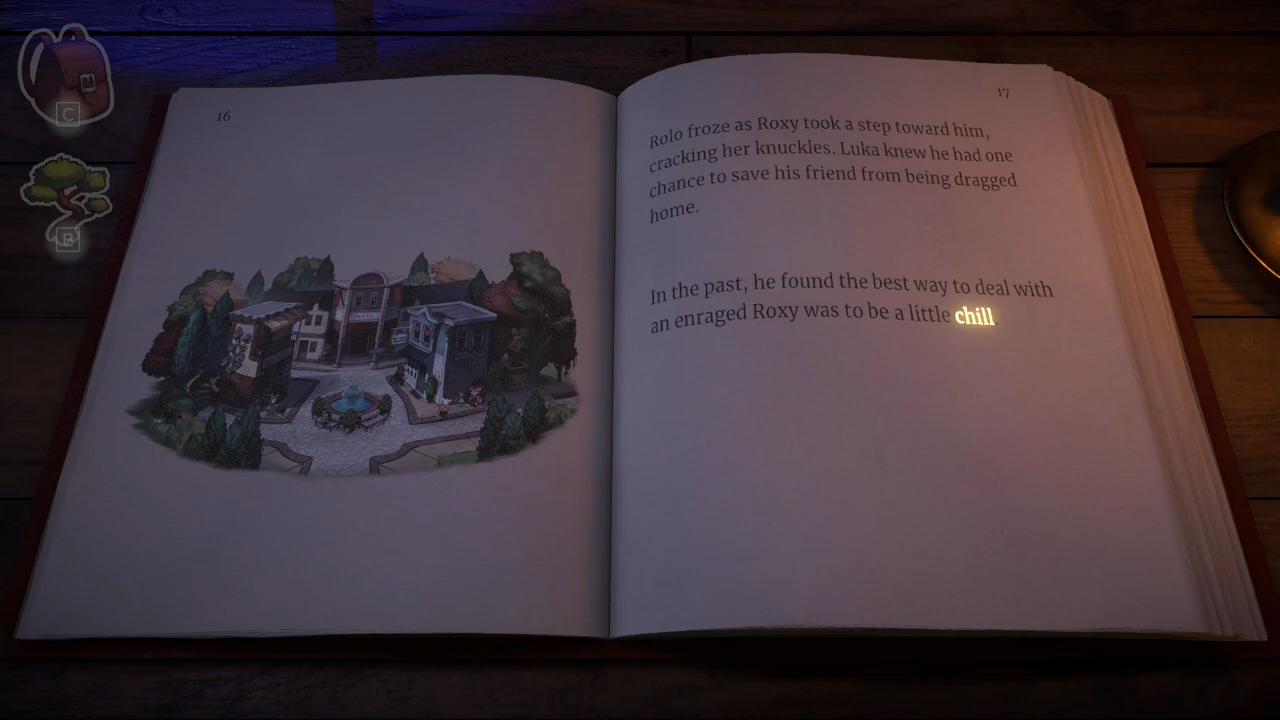 C
B
16
17
Rolo froze as Roxy took a step toward him,
cracking her knuckles. Luka knew he had one
chance to save his friend from being dragged
home.
In the past, he found the best way to deal with
an enraged Roxy was to be a little chill.